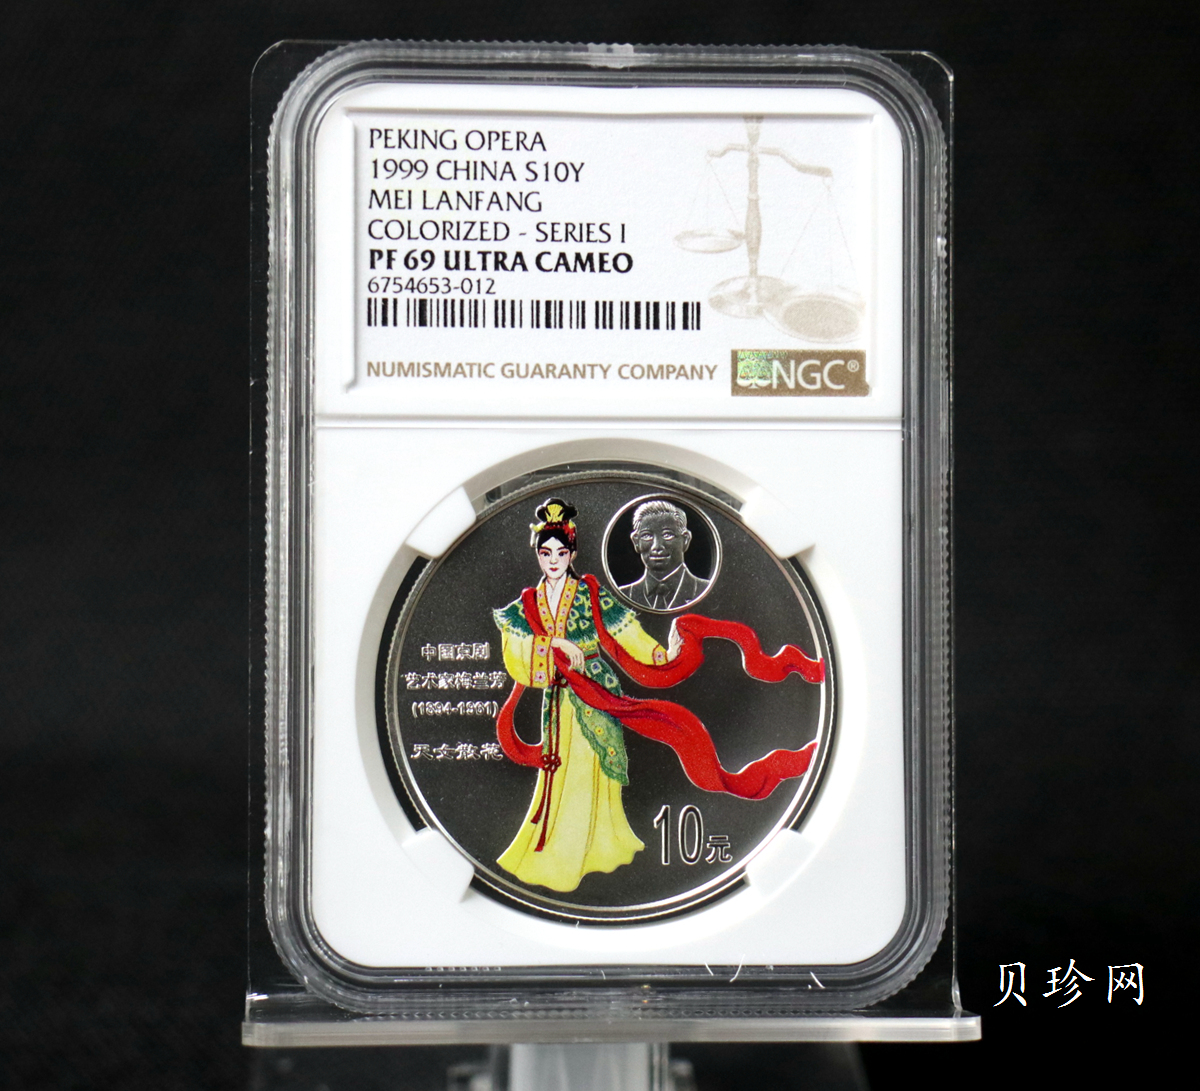 PEKING OPERA
1999 CHINA S10Y
MEI LANFANG
COLORIZED - SERIES I
PF 69 ULTRA CAMEO
6754653-012
NUMISMATIC GUARANTY COMPANY
NGC®
中国京剧
艺术家梅兰芳
(1894-1961)
天女散花
10元
贝珍网